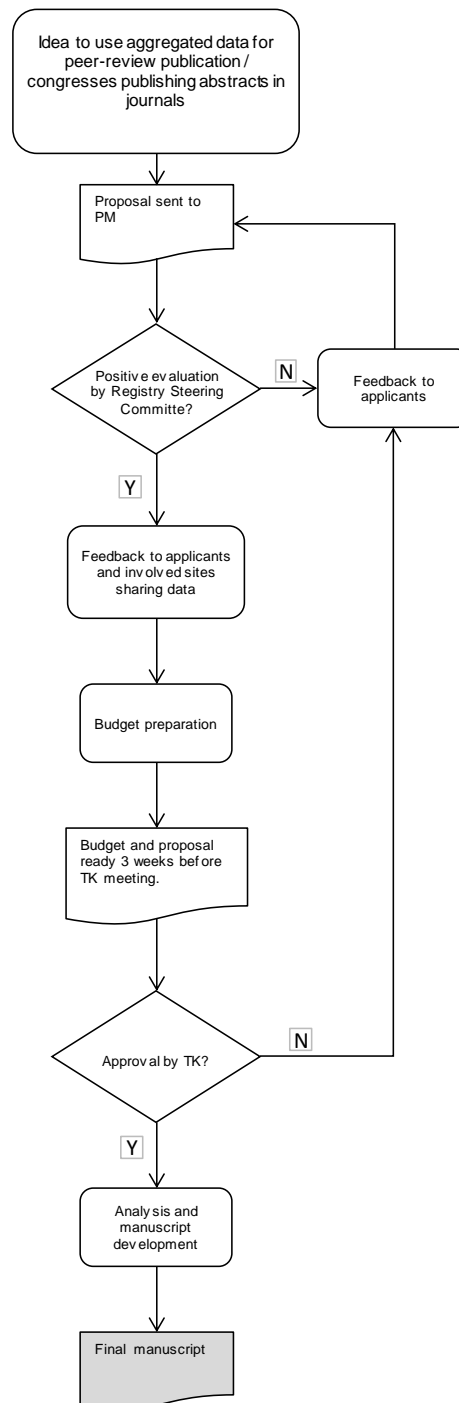 Idea to use aggregated data for
peer-review publication /
congresses publishing abstracts in
journals
Proposal sent to
PM
Positive evaluation
by Registry Steering
Committe?
N
Feedback to
applicants
Y
Feedback to applicants
and involved sites
sharing data
Budget preparation
Budget and proposal
ready 3 weeks before
TK meeting.
Approval by TK?
N
Y
Analysis and
manuscript
development
Final manuscript